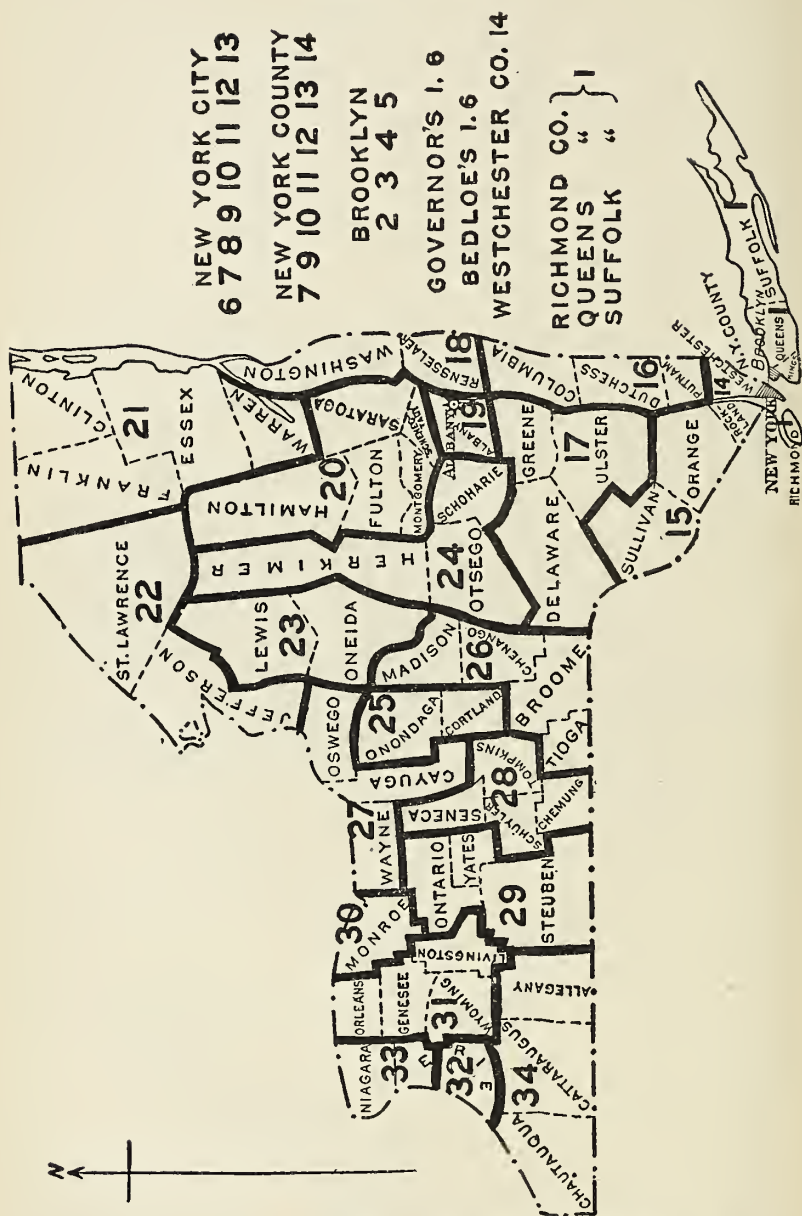 NEW YORK CITY
6 7 8 9 10 11 12 13
NEW YORK COUNTY
7 9 10 11 12 13 14
BROOKLYN
2 3 4 5
GOVERNOR'S I. 6
BEDLOE'S I. 6
WESTCHESTER CO. 14
RICHMOND CO.
QUEENS "
SUFFOLK "
} 1
N
CLINTON
FRANKLIN
21
ESSEX
ST. LAWRENCE
22
JEFFERSON
LEWIS
23
HERKIMER
HAMILTON
WARREN
WASHINGTON
20
FULTON
SARATOGA
MONTGOMERY
SCHENECTADY
ONEIDA
OSWEGO
MADISON
24
OTSEGO
SCHOHARIE
ALBANY
19
ALBANY
RENSSELAER
18
NIAGARA
ORLEANS
30
MONROE
27
WAYNE
CAYUGA
25
ONONDAGA
CORTLAND
26
CHENANGO
33
GENESEE
ERIE
32
31
WYOMING
LIVINGSTON
ONTARIO
YATES
SENECA
28
SCHUYLER
TOMPKINS
CHAUTAUQUA
34
CATTARAUGUS
ALLEGANY
29
STEUBEN
CHEMUNG
TIOGA
BROOME
DELAWARE
GREENE
17
ULSTER
COLUMBIA
DUTCHESS
16
PUTNAM
SULLIVAN
15
ORANGE
ROCKLAND
14
WESTCHESTER
N.Y. COUNTY
NEW YORK
BROOKLYN
KINGS
QUEENS
1
SUFFOLK
RICHMOND